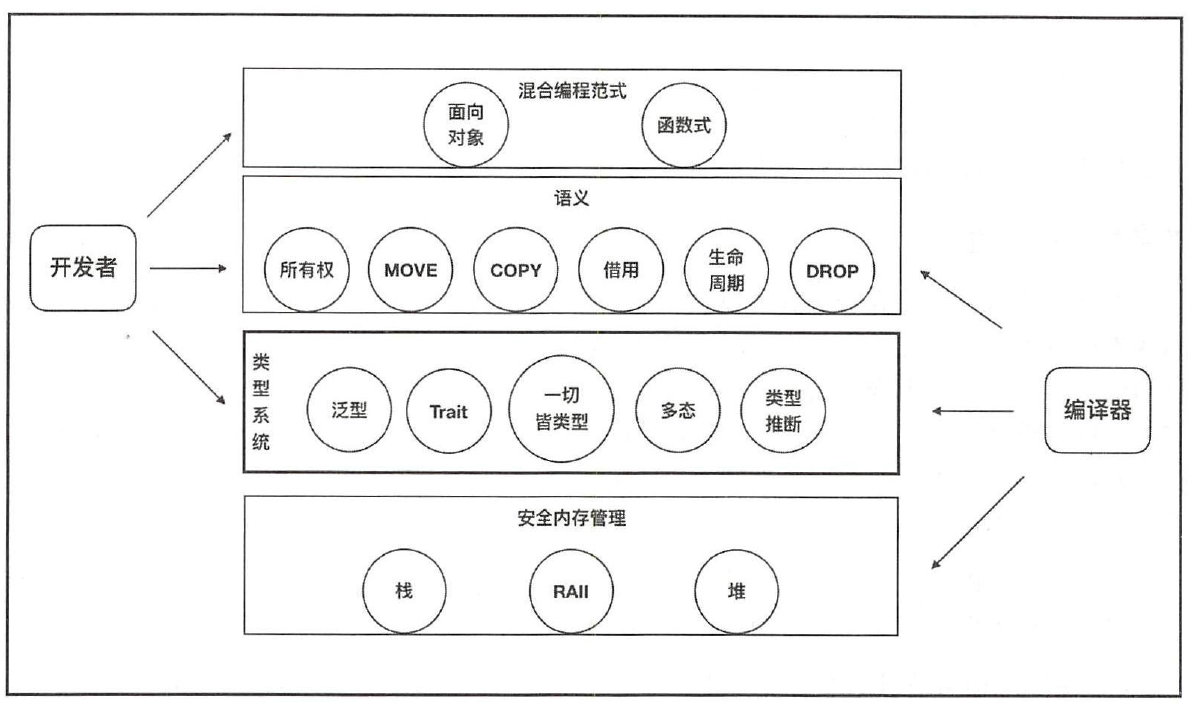 混合编程范式
面向
对象
函数式
语义
开发者
所有权
MOVE
COPY
借用
生命
周期
DROP
类
型
系
统
泛型
Trait
一切
皆类型
多态
类型
推断
编译器
安全内存管理
栈
RAII
堆